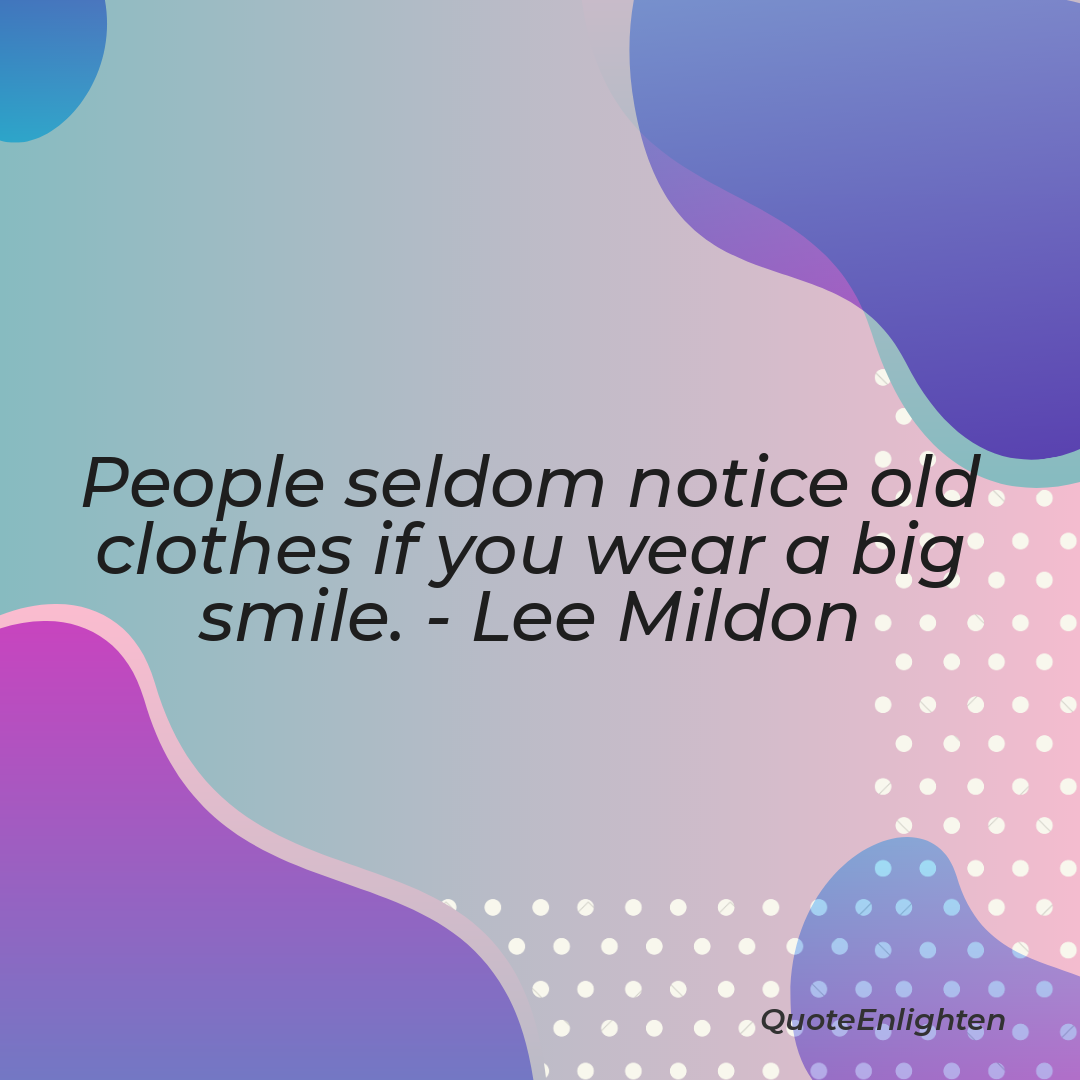 People seldom notice old
clothes if you wear a big
smile. - Lee Mildon
QuoteEnlighten